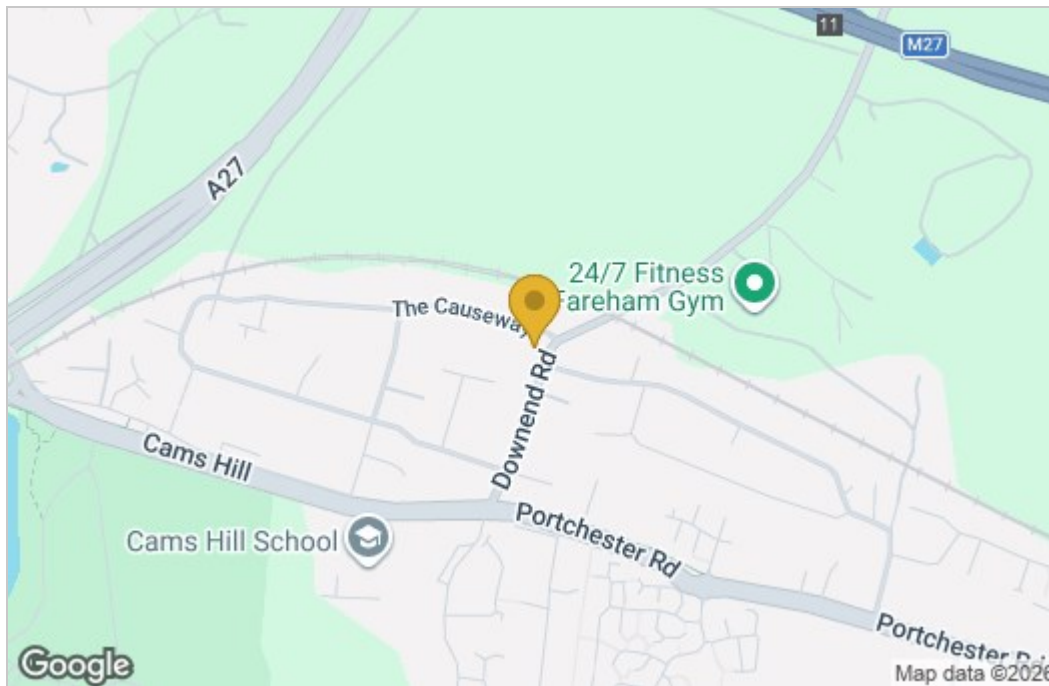 11
M27
A27
24/7 Fitness
Fareham Gym
The Causeway
Downend Rd
Cams Hill
Portchester Rd
Cams Hill School
Portchester
Google
Map data ©2026